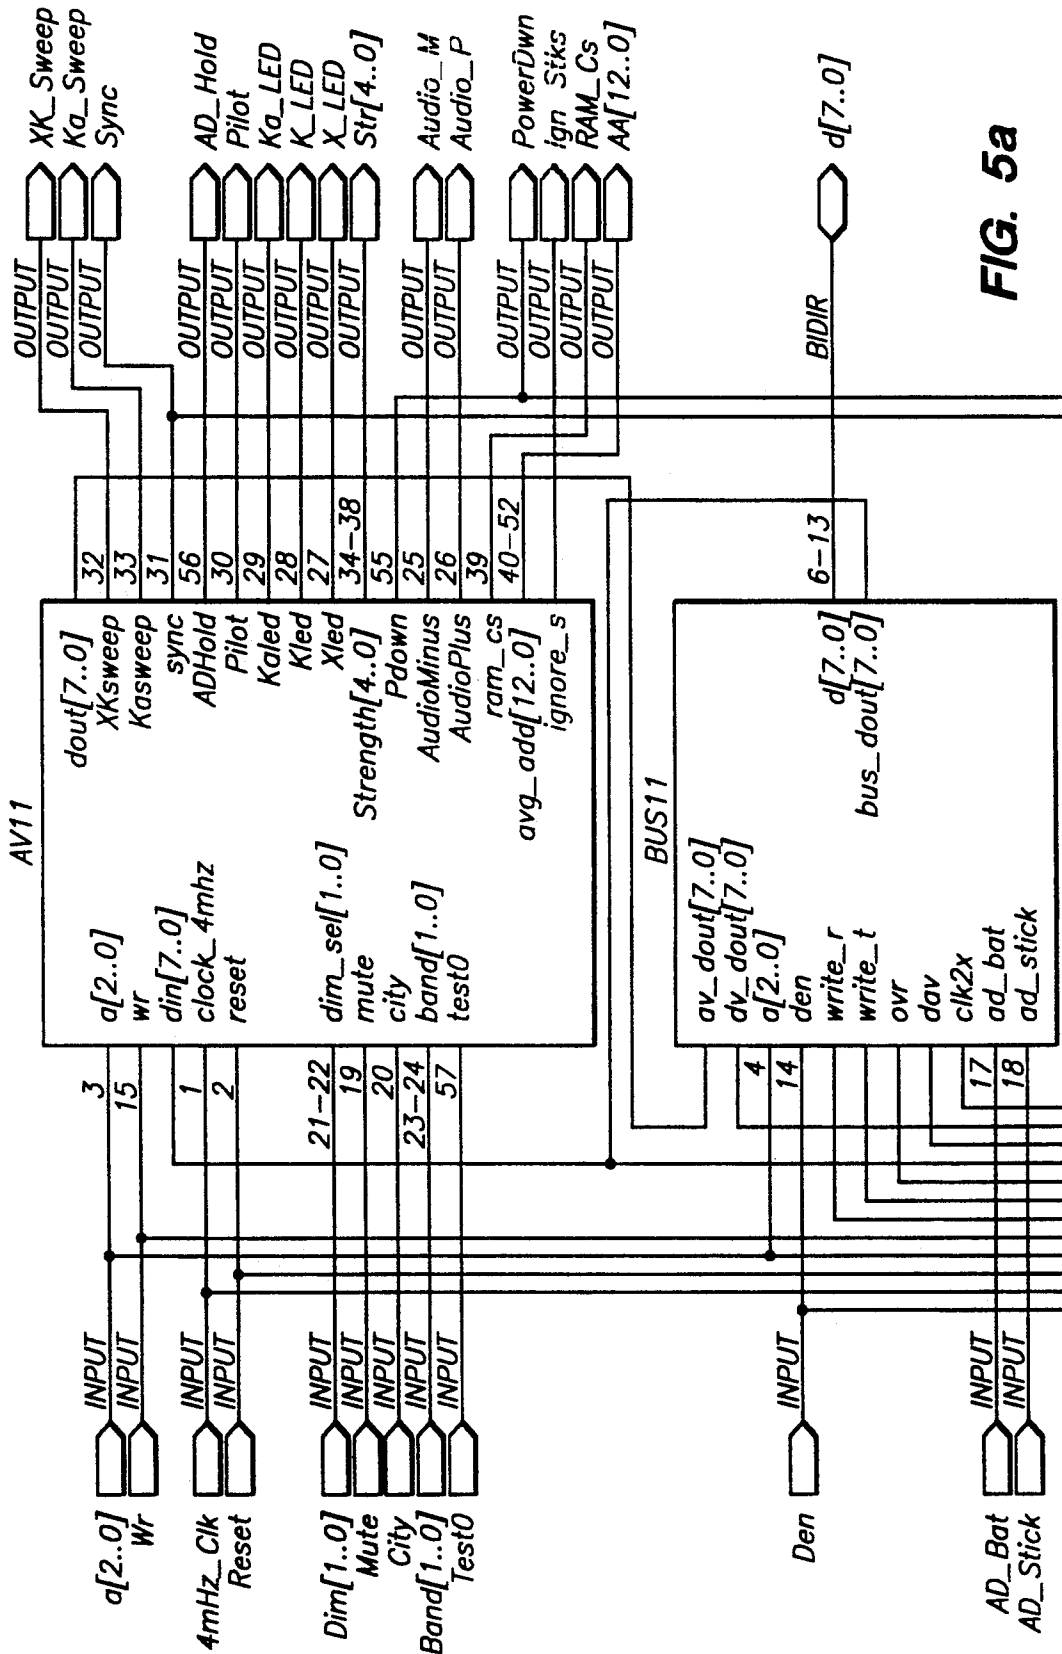 AV11
a[2..0] INPUT 3 a[2..0]
Wr INPUT 15 wr
din[7..0]
4mHz_Clk INPUT 1 clock_4mhz
Reset INPUT 2 reset
Dim[1..0] INPUT 21-22 dim_sel[1..0]
Mute INPUT 19 mute
City INPUT 20 city
Band[1..0] INPUT 23-24 band[1..0]
Test0 INPUT 57 test0
dout[7..0]
XKsweep 32 OUTPUT XK_Sweep
Kasweep 33 OUTPUT Ka_Sweep
sync 31 OUTPUT Sync
ADHold 56 OUTPUT AD_Hold
Pilot 30 OUTPUT Pilot
Kaled 29 OUTPUT Ka_LED
Kled 28 OUTPUT K_LED
Xled 27 OUTPUT X_LED
Strength[4..0] 34-38 OUTPUT Str[4..0]
Pdown 55 OUTPUT PowerDwn
AudioMinus 25 OUTPUT Audio_M
AudioPlus 26 OUTPUT Audio_P
ram_cs 39 OUTPUT RAM_Cs
avg_add[12..0] 40-52 OUTPUT AA[12..0]
ignore_s OUTPUT Ign Stks
BUS11
av_dout[7..0]
dv_dout[7..0]
4 a[2..0]
Den INPUT 14 den
write_r
write_t
ovr
dav
clk2x
AD_Bat INPUT 17 ad_bat
AD_Stick INPUT 18 ad_stick
d[7..0] 6-13 BIDIR d[7..0]
bus_dout[7..0]
FIG. 5a